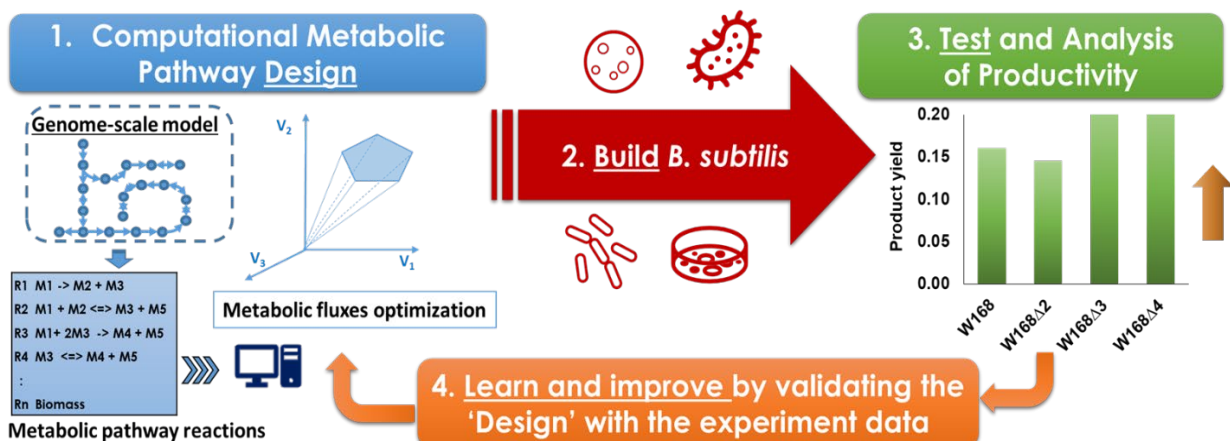 1. Computational Metabolic
Pathway Design
Genome-scale model
V2
V1
V3
R1 M1 -> M2 + M3
R2 M1 + M2 <=> M3 + M5
R3 M1+ 2M3 -> M4 + M5
R4 M3 <=> M4 + M5
:
Rn Biomass
Metabolic pathway reactions
Metabolic fluxes optimization
2. Build B. subtilis
3. Test and Analysis
of Productivity
Product yield
0.20
0.15
0.10
0.05
0.00
W168
W168Δ2
W168Δ3
W168Δ4
4. Learn and improve by validating the
‘Design’ with the experiment data